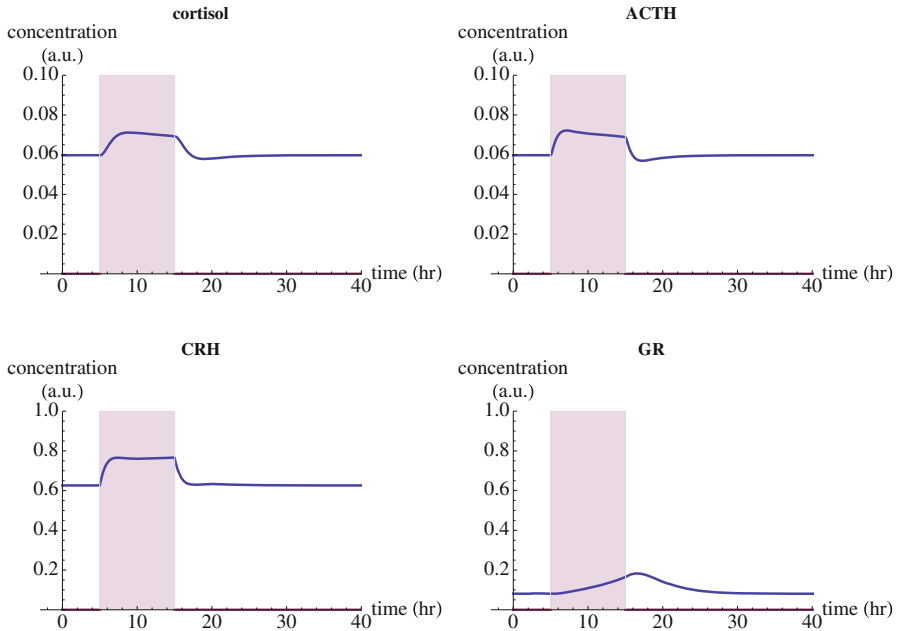 cortisol
concentration
(a.u.)
0.10
0.08
0.06
0.04
0.02
0 10 20 30 40 time (hr)
ACTH
concentration
(a.u.)
0.10
0.08
0.06
0.04
0.02
0 10 20 30 40 time (hr)
CRH
concentration
(a.u.)
1.0
0.8
0.6
0.4
0.2
0 10 20 30 40 time (hr)
GR
concentration
(a.u.)
1.0
0.8
0.6
0.4
0.2
0 10 20 30 40 time (hr)